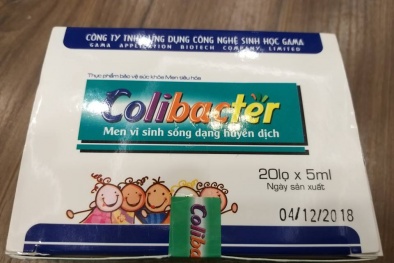 CÔNG TY TNHH ỨNG DỤNG CÔNG NGHỆ SINH HỌC GAMA
GAMA APPLICATION BIOTECH COMPANY, LIMITED
Thực phẩm bảo vệ sức khỏe Men tiêu hóa
Colibacter
Men vi sinh sống dạng huyền dịch
20lọ x 5ml
Ngày sản xuất
04/12/2018
Coliba